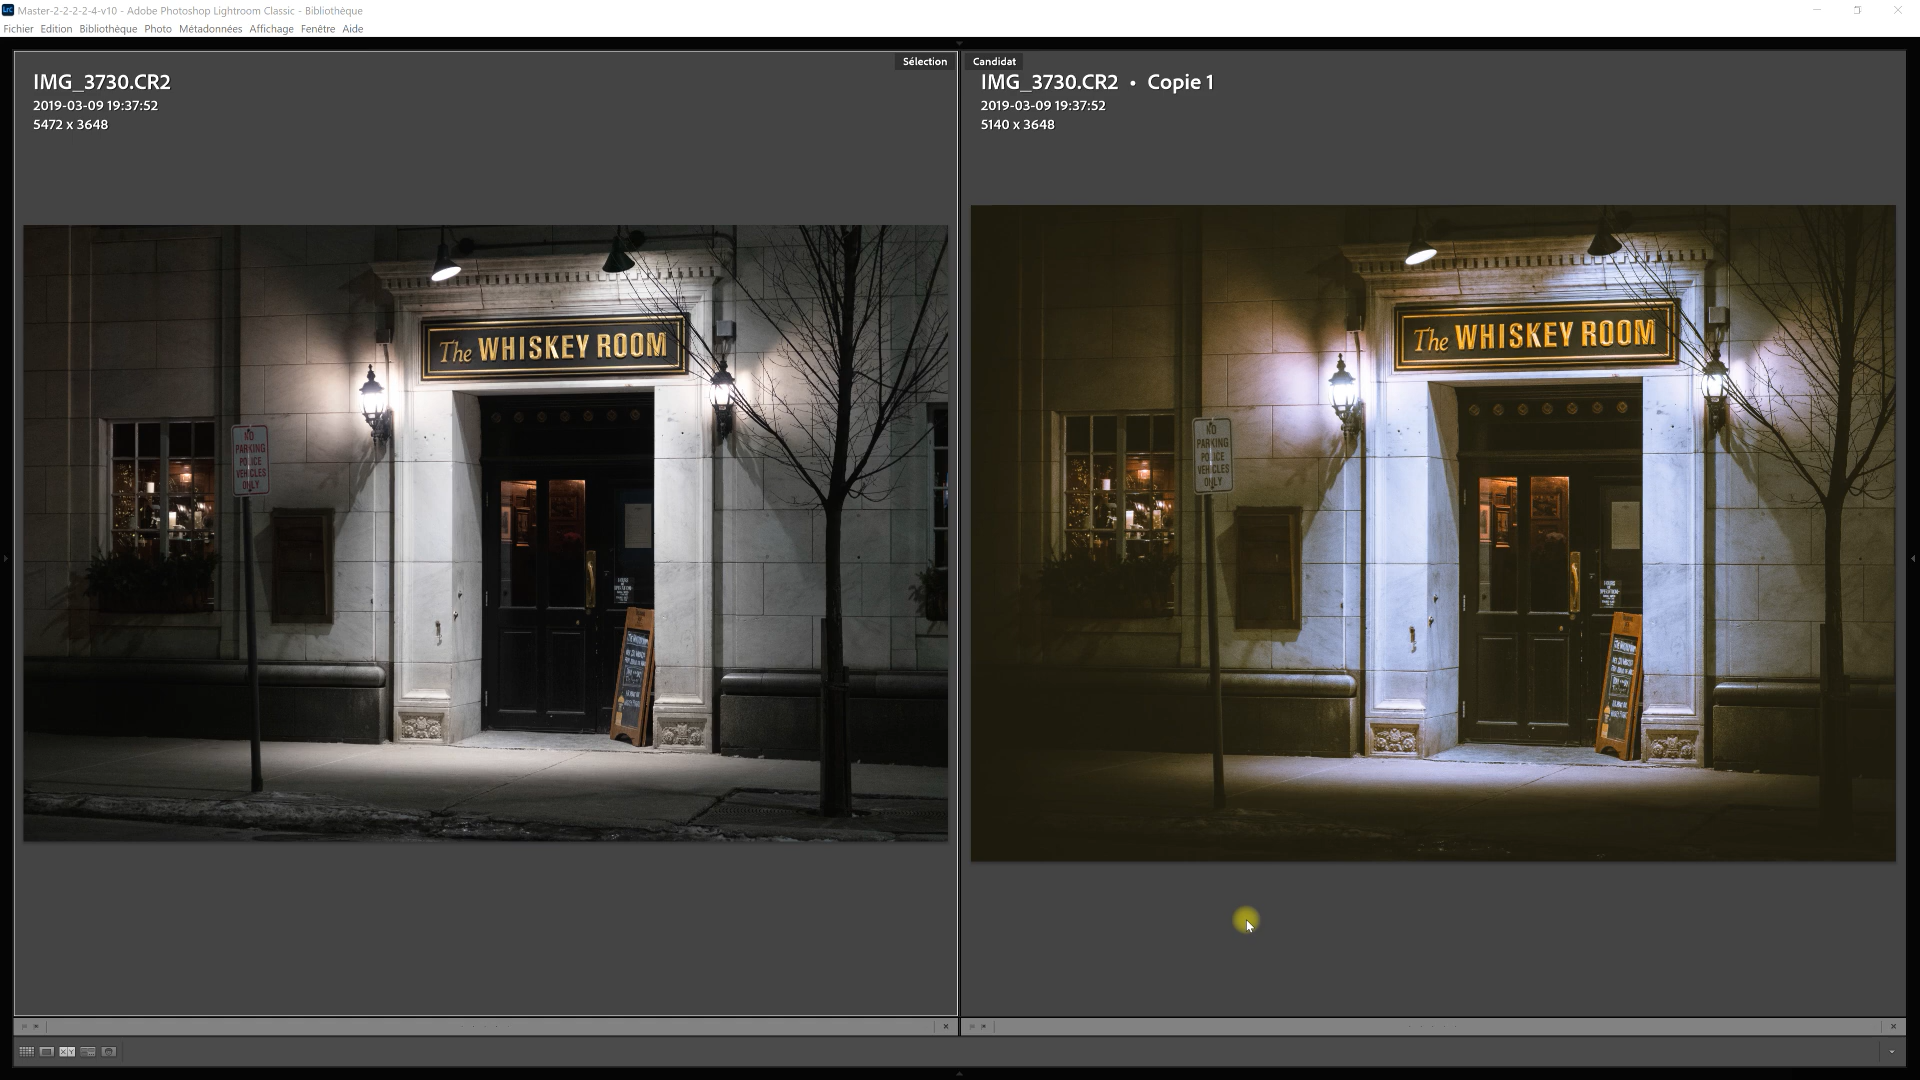 Master-2-2-2-2-4-v10 - Adobe Photoshop Lightroom Classic - Bibliothèque
Fichier Edition Bibliothèque Photo Métadonnées Affichage Fenêtre Aide
Sélection
IMG_3730.CR2
2019-03-09 19:37:52
5472 x 3648
The WHISKEY ROOM
NO
PARKING
POLICE
VEHICLES
ONLY
Candidat
IMG_3730.CR2 • Copie 1
2019-03-09 19:37:52
5140 x 3648
The WHISKEY ROOM
NO
PARKING
POLICE
VEHICLES
ONLY